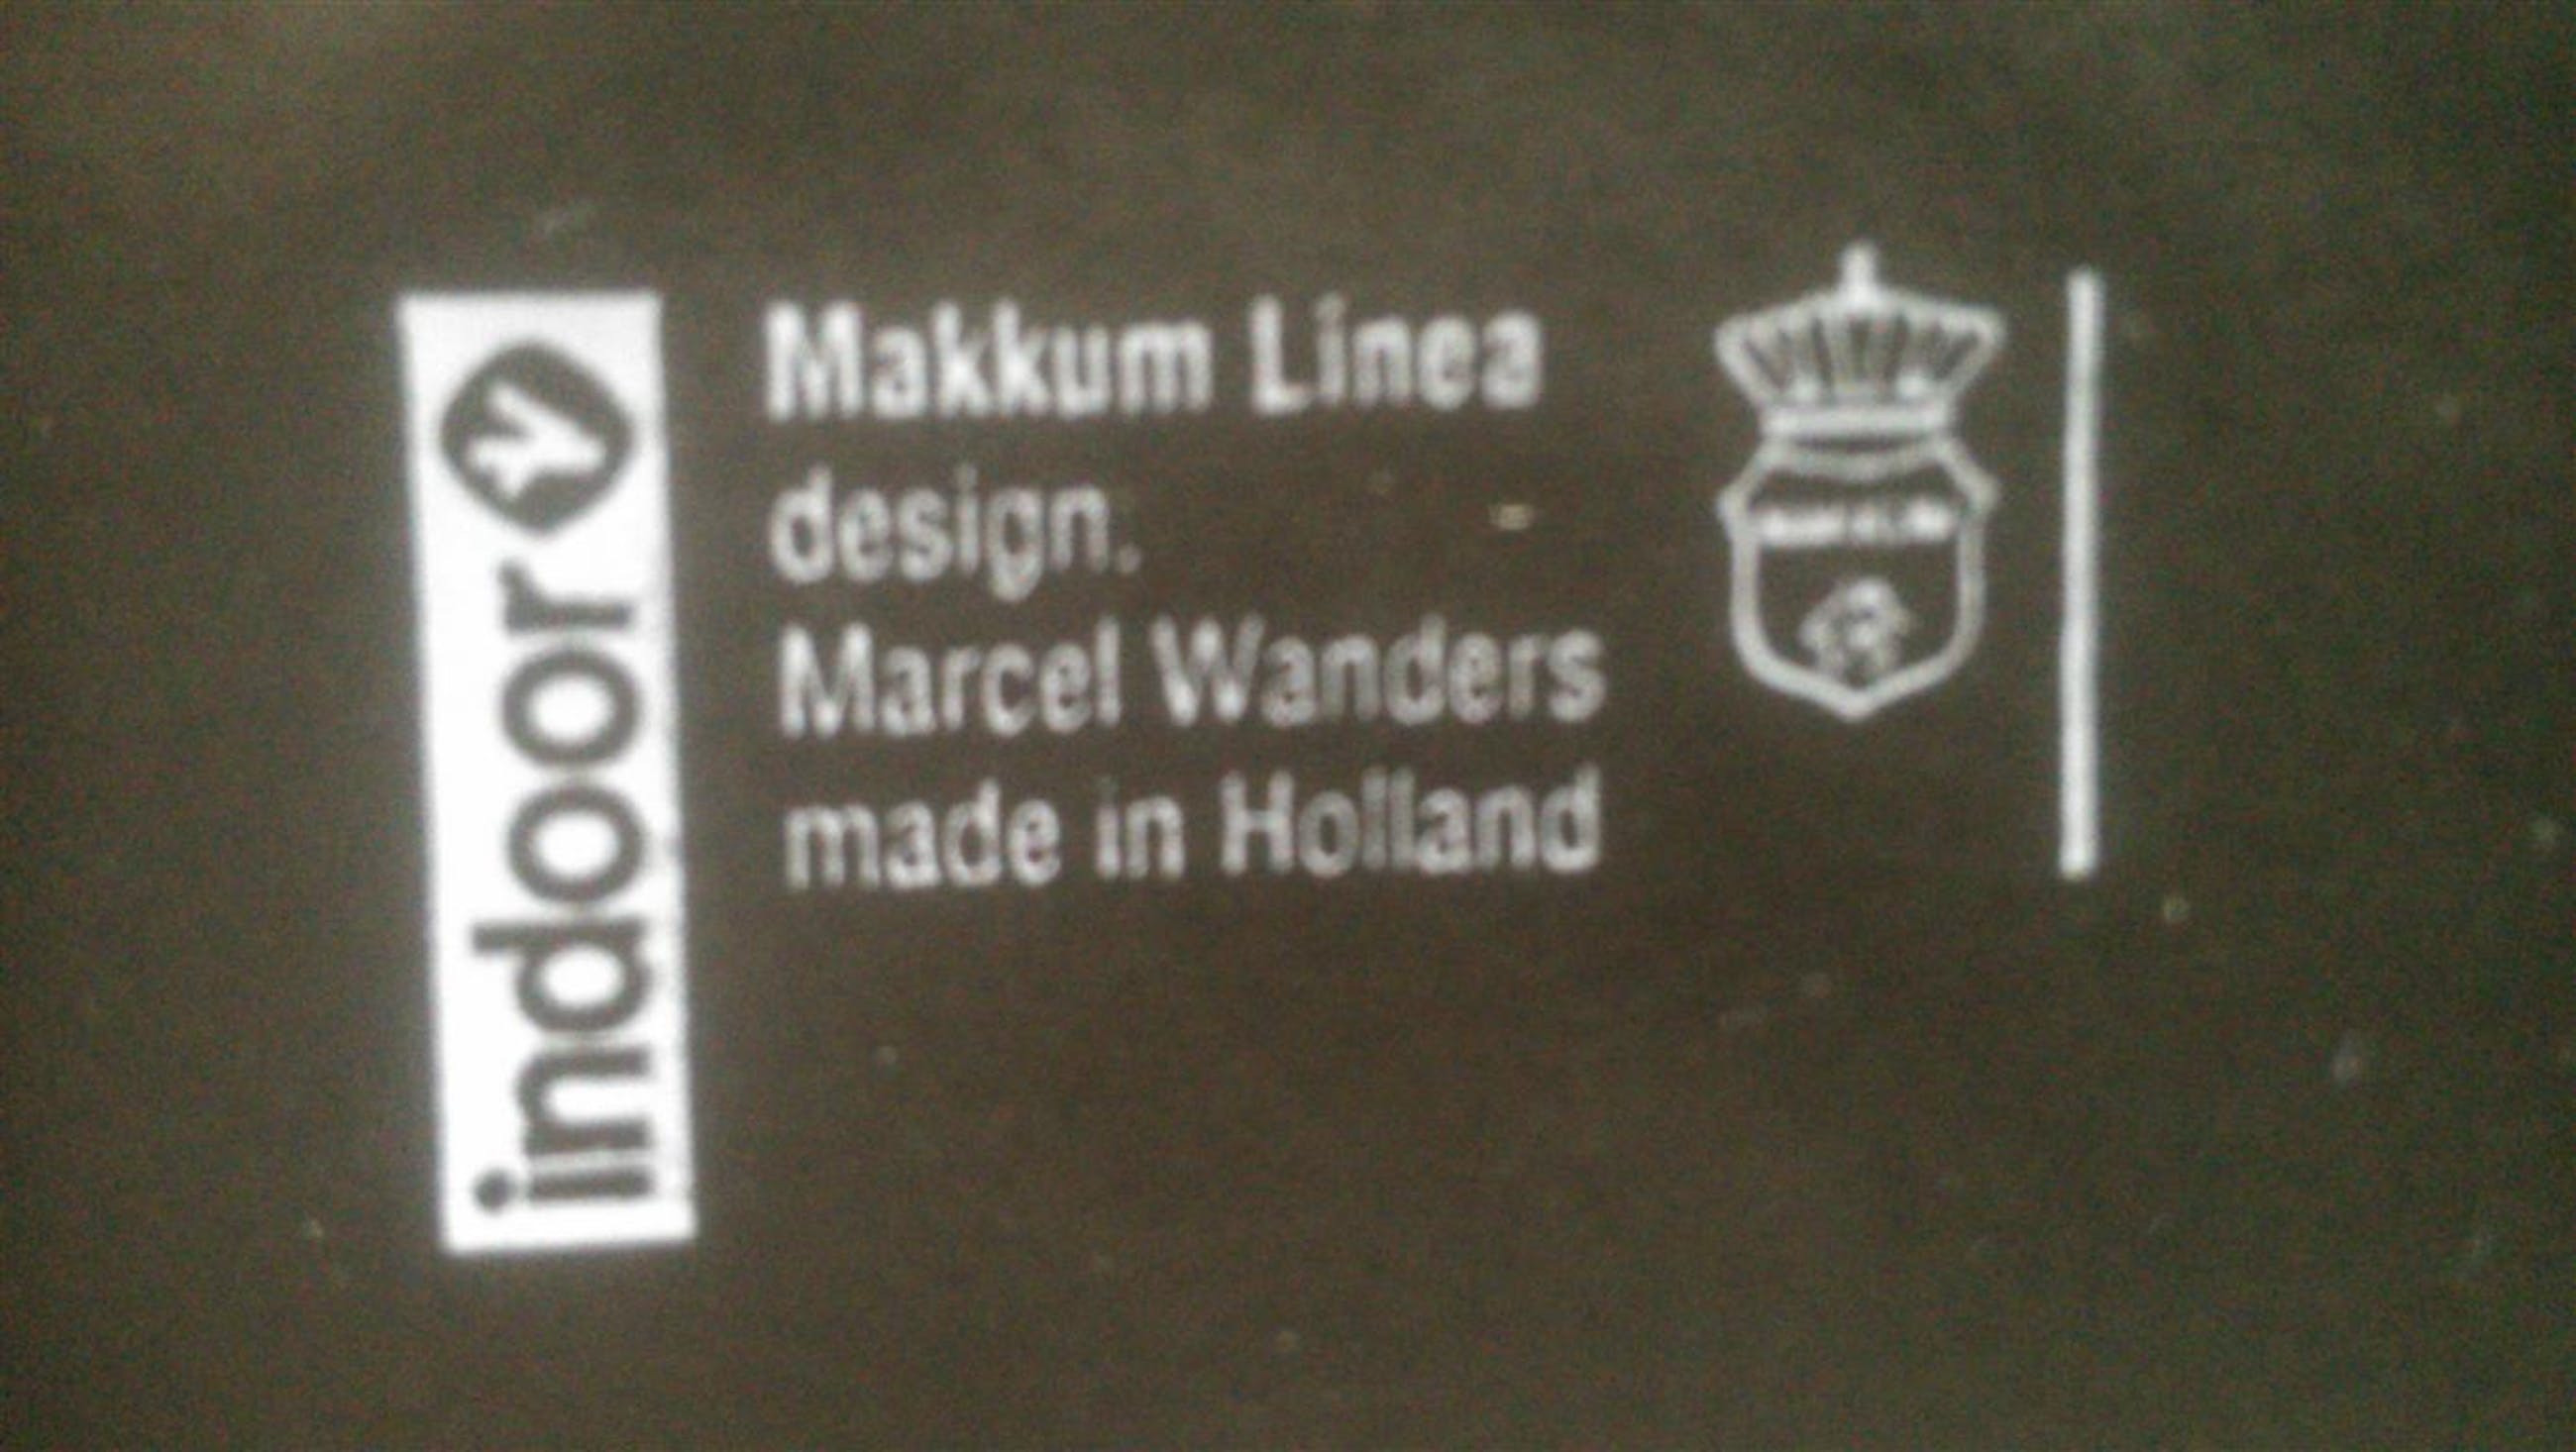 indoor
Makkum Linea
design.
Marcel Wanders
made in Holland